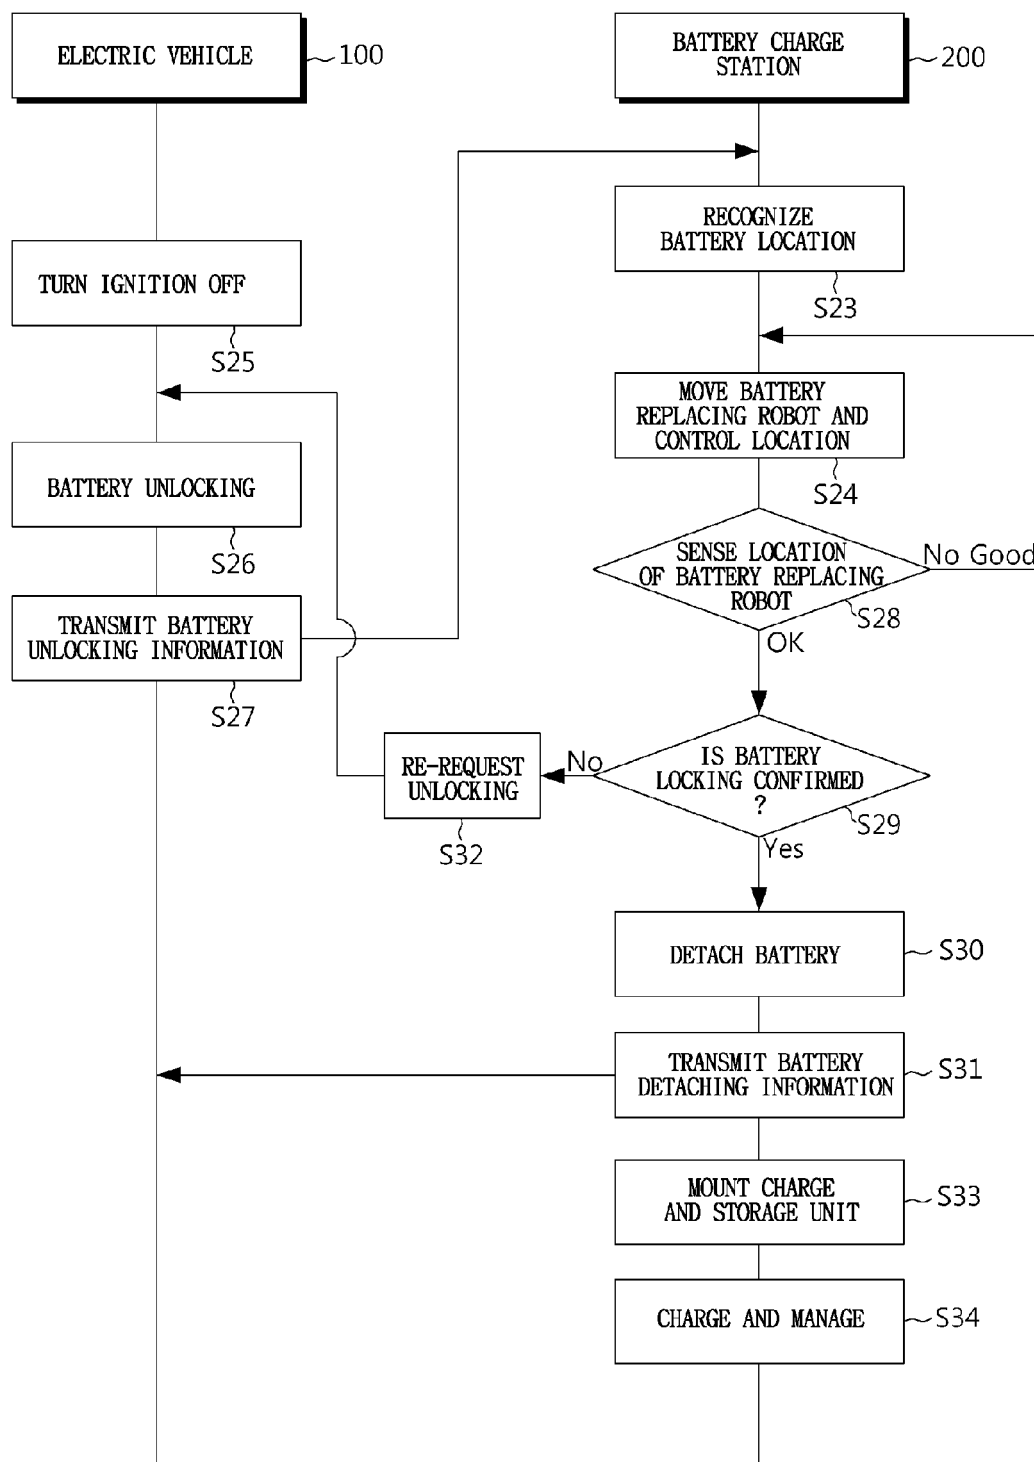 ELECTRIC VEHICLE
100
BATTERY CHARGE
STATION
200
RECOGNIZE
BATTERY LOCATION
S23
TURN IGNITION OFF
S25
MOVE BATTERY
REPLACING ROBOT AND
CONTROL LOCATION
S24
BATTERY UNLOCKING
S26
SENSE LOCATION
OF BATTERY REPLACING
ROBOT
No Good
S28
OK
TRANSMIT BATTERY
UNLOCKING INFORMATION
S27
IS BATTERY
LOCKING CONFIRMED
?
No
S29
Yes
RE-REQUEST
UNLOCKING
S32
DETACH BATTERY
S30
TRANSMIT BATTERY
DETACHING INFORMATION
S31
MOUNT CHARGE
AND STORAGE UNIT
S33
CHARGE AND MANAGE
S34